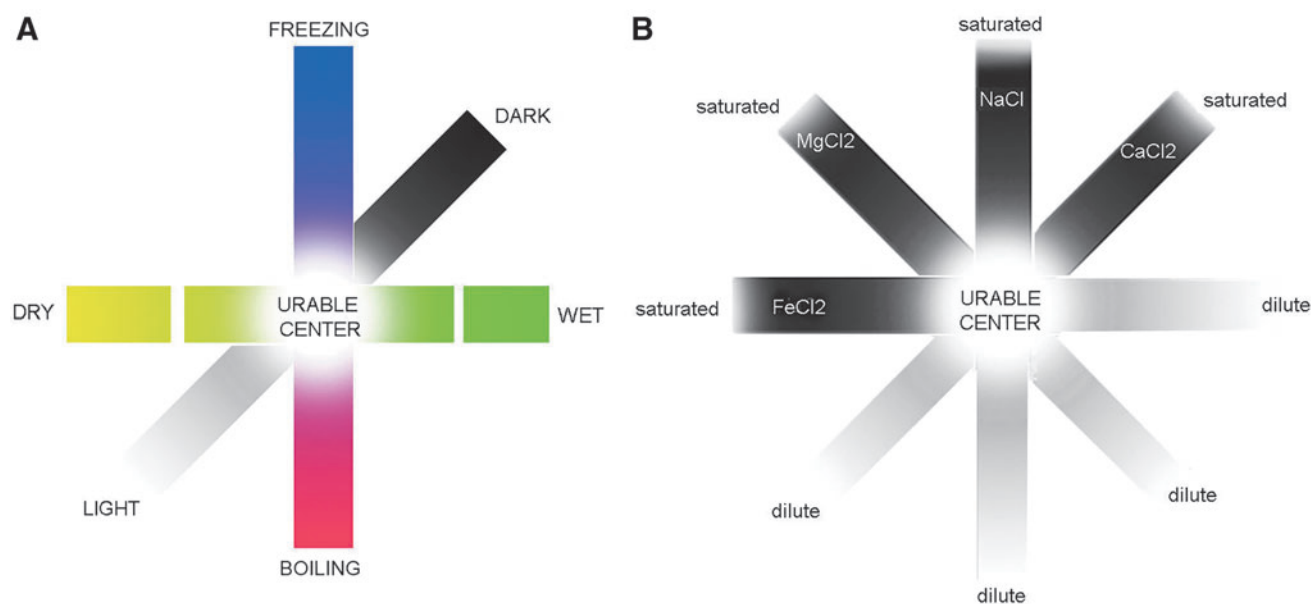 A
FREEZING
DARK
DRY
URABLE
CENTER
WET
LIGHT
BOILING
B
saturated
saturated
NaCl
saturated
MgCl2
CaCl2
saturated
FeCl2
URABLE
CENTER
dilute
dilute
dilute
dilute